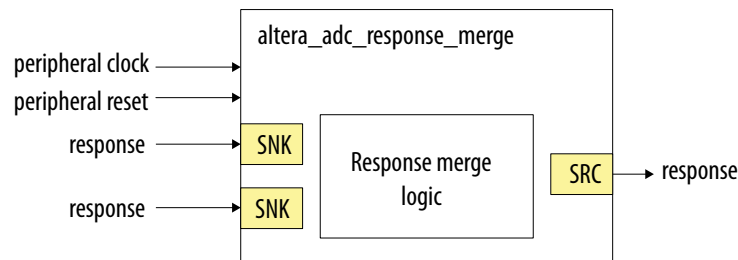 altera_adc_response_merge
peripheral clock
peripheral reset
response
SNK
response
SNK
Response merge
logic
SRC
response